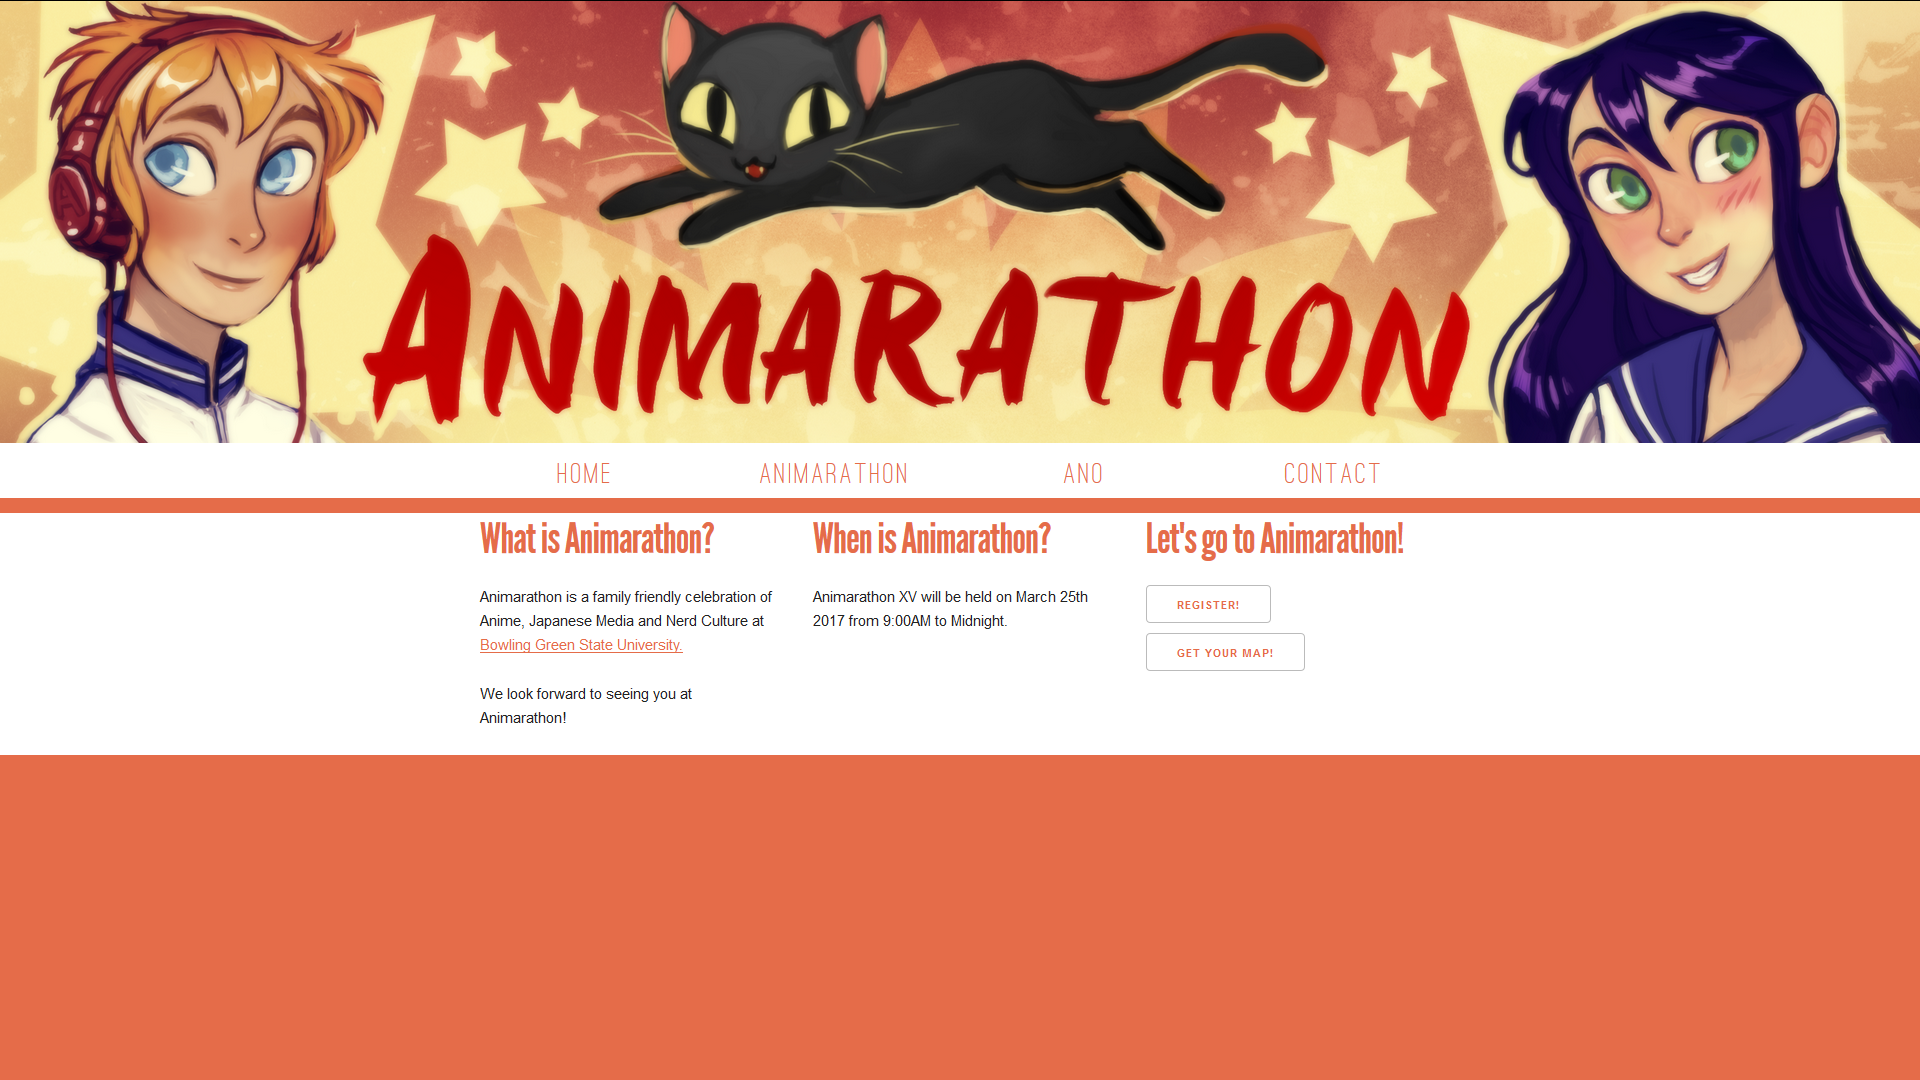 ANIMARATHON
HOME
ANIMARATHON
ANO
CONTACT
What is Animarathon?
Animarathon is a family friendly celebration of
Anime, Japanese Media and Nerd Culture at
Bowling Green State University.
We look forward to seeing you at
Animarathon!
When is Animarathon?
Animarathon XV will be held on March 25th
2017 from 9:00AM to Midnight.
Let's go to Animarathon!
REGISTER!
GET YOUR MAP!